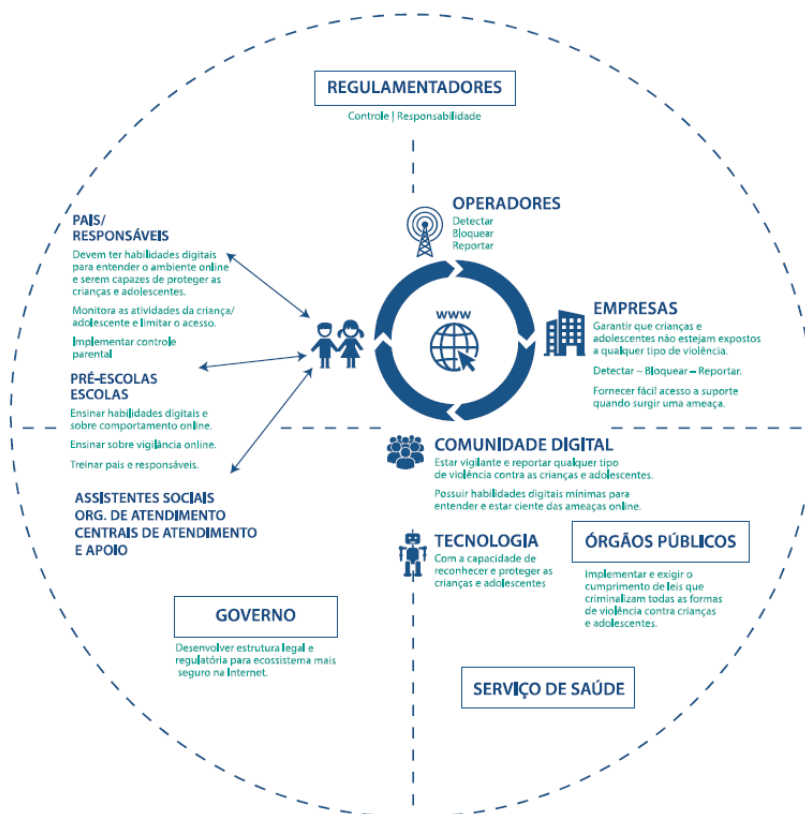 REGULAMENTADORES
Controle | Responsabilidade
OPERADORES
Detectar
Bloquear
Reportar
PAIS/
RESPONSÁVEIS
Devem ter habilidades digitais
para entender o ambiente online
e serem capazes de proteger as
crianças e adolescentes.
Monitora as atividades da criança/
adolescente e limitar o acesso.
Implementar controle
parental
WWW
EMPRESAS
Garantir que crianças e
adolescentes não estejam expostos
a qualquer tipo de violência.
Detectar – Bloquear – Reportar.
Fornecer fácil acesso a suporte
quando surgir uma ameaça.
PRÉ-ESCOLAS
ESCOLAS
Ensinar habilidades digitais e
sobre comportamento online.
Ensinar sobre vigilância online.
Treinar pais e responsáveis.
COMUNIDADE DIGITAL
Estar vigilante e reportar qualquer tipo
de violência contra as crianças e adolescentes.
Possuir habilidades digitais mínimas para
entender e estar ciente das ameaças online.
ASSISTENTES SOCIAIS
ORG. DE ATENDIMENTO
CENTRAIS DE ATENDIMENTO
E APOIO
TECNOLOGIA
Com a capacidade de
reconhecer e proteger as
crianças e adolescentes
ÓRGÃOS PÚBLICOS
Implementar e exigir o
cumprimento de leis que
criminalizam todas as formas
de violência contra crianças
e adolescentes.
GOVERNO
Desenvolver estrutura legal e
regulatória para ecossistema mais
seguro na Internet.
SERVIÇO DE SAÚDE